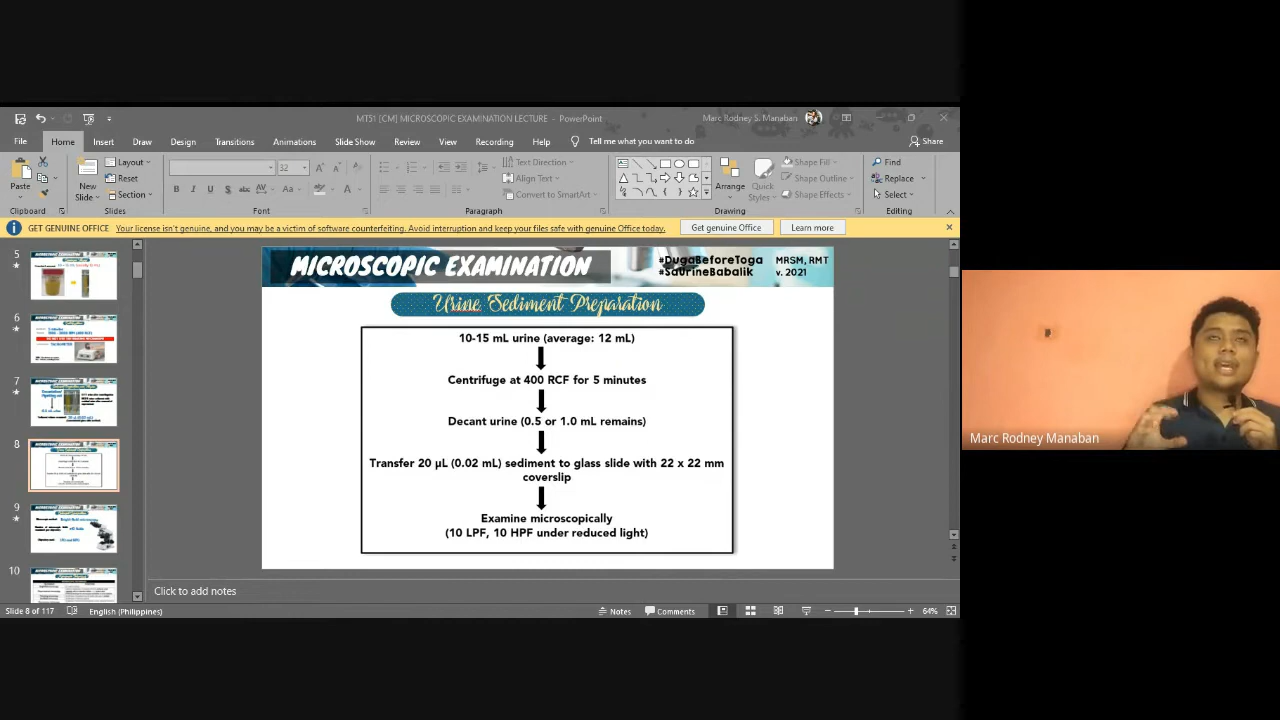 MT51 [CM] MICROSCOPIC EXAMINATION LECTURE - PowerPoint
Marc Rodney S. Manaban
File Home Insert Draw Design Transitions Animations Slide Show Review View Recording Help Tell me what you want to do Share
Paste
Clipboard
New Slide
Layout
Reset
Section
Slides
32
Font
Paragraph
Text Direction
Align Text
Convert to SmartArt
Arrange
Quick Styles
Shape Fill
Shape Outline
Shape Effects
Drawing
Find
Replace
Select
Editing
GET GENUINE OFFICE Your license isn't genuine, and you may be a victim of software counterfeiting. Avoid interruption and keep your files safe with genuine Office today. Get genuine Office Learn more
5
6
7
8
9
10
MICROSCOPIC EXAMINATION
#DugaBeforeToga
#SaUrineBabalik
MRSM, RMT
v. 2021
Urine Sediment Preparation
10-15 mL urine (average: 12 mL)
Centrifuge at 400 RCF for 5 minutes
Decant urine (0.5 or 1.0 mL remains)
Transfer 20 µL (0.02 mL) sediment to glass slide with 22 x 22 mm
coverslip
Examine microscopically
(10 LPF, 10 HPF under reduced light)
Click to add notes
Slide 8 of 117 English (Philippines) Notes Comments 64%
Marc Rodney Manaban